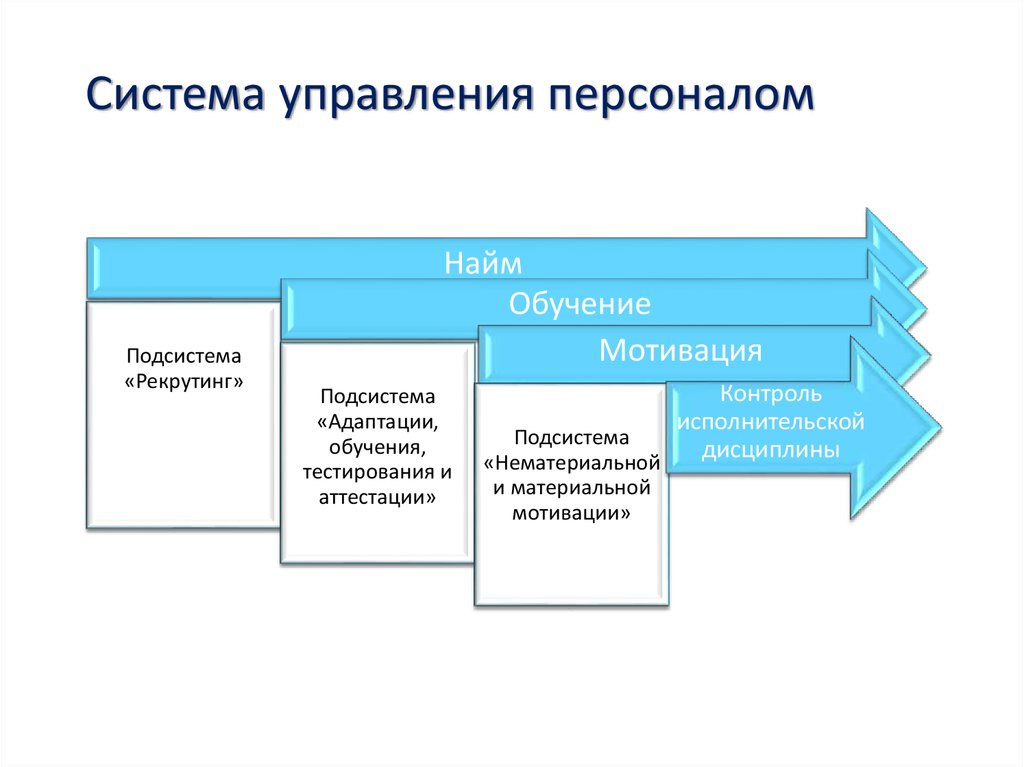 Система управления персоналом
Найм
Обучение
Мотивация
Контроль
исполнительской
дисциплины
Подсистема
«Рекрутинг»
Подсистема
«Адаптации,
обучения,
тестирования и
аттестации»
Подсистема
«Нематериальной
и материальной
мотивации»